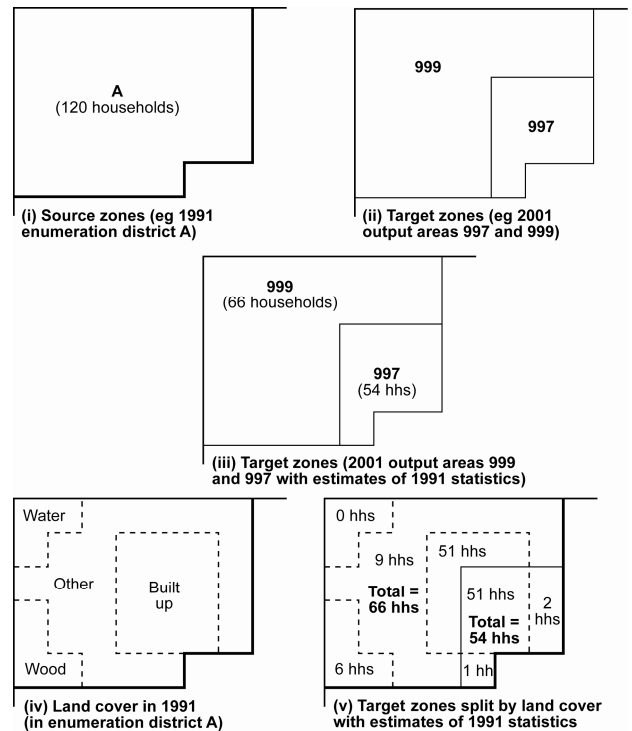 A
(120 households)
(i) Source zones (eg 1991
enumeration district A)
999
997
(ii) Target zones (eg 2001
output areas 997 and 999)
999
(66 households)
997
(54 hhs)
(iii) Target zones (2001 output areas 999
and 997 with estimates of 1991 statistics)
Water
Other
Built
up
Wood
(iv) Land cover in 1991
(in enumeration district A)
0 hhs
9 hhs
51 hhs
Total =
66 hhs
51 hhs
2
hhs
Total =
54 hhs
6 hhs
1 hh
(v) Target zones split by land cover
with estimates of 1991 statistics